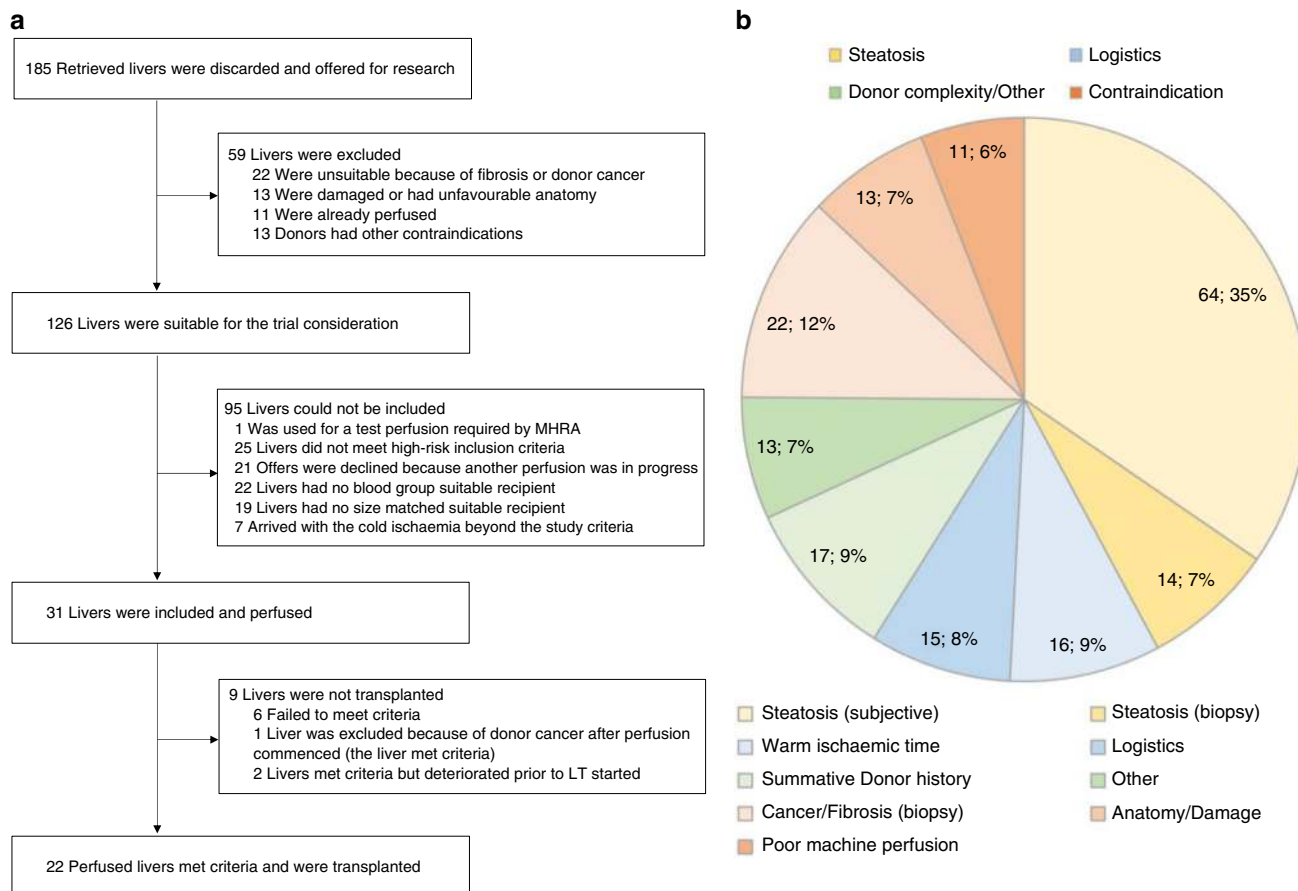 a
185 Retrieved livers were discarded and offered for research
59 Livers were excluded
22 Were unsuitable because of fibrosis or donor cancer
13 Were damaged or had unfavourable anatomy
11 Were already perfused
13 Donors had other contraindications
126 Livers were suitable for the trial consideration
95 Livers could not be included
1 Was used for a test perfusion required by MHRA
25 Livers did not meet high-risk inclusion criteria
21 Offers were declined because another perfusion was in progress
22 Livers had no blood group suitable recipient
19 Livers had no size matched suitable recipient
7 Arrived with the cold ischaemia beyond the study criteria
31 Livers were included and perfused
9 Livers were not transplanted
6 Failed to meet criteria
1 Liver was excluded because of donor cancer after perfusion
commenced (the liver met criteria)
2 Livers met criteria but deteriorated prior to LT started
22 Perfused livers met criteria and were transplanted
b
Steatosis
Logistics
Donor complexity/Other
Contraindication
11; 6%
13; 7%
64; 35%
22; 12%
13; 7%
17; 9%
14; 7%
15; 8%
16; 9%
Steatosis (subjective)
Steatosis (biopsy)
Warm ischaemic time
Logistics
Summative Donor history
Other
Cancer/Fibrosis (biopsy)
Anatomy/Damage
Poor machine perfusion